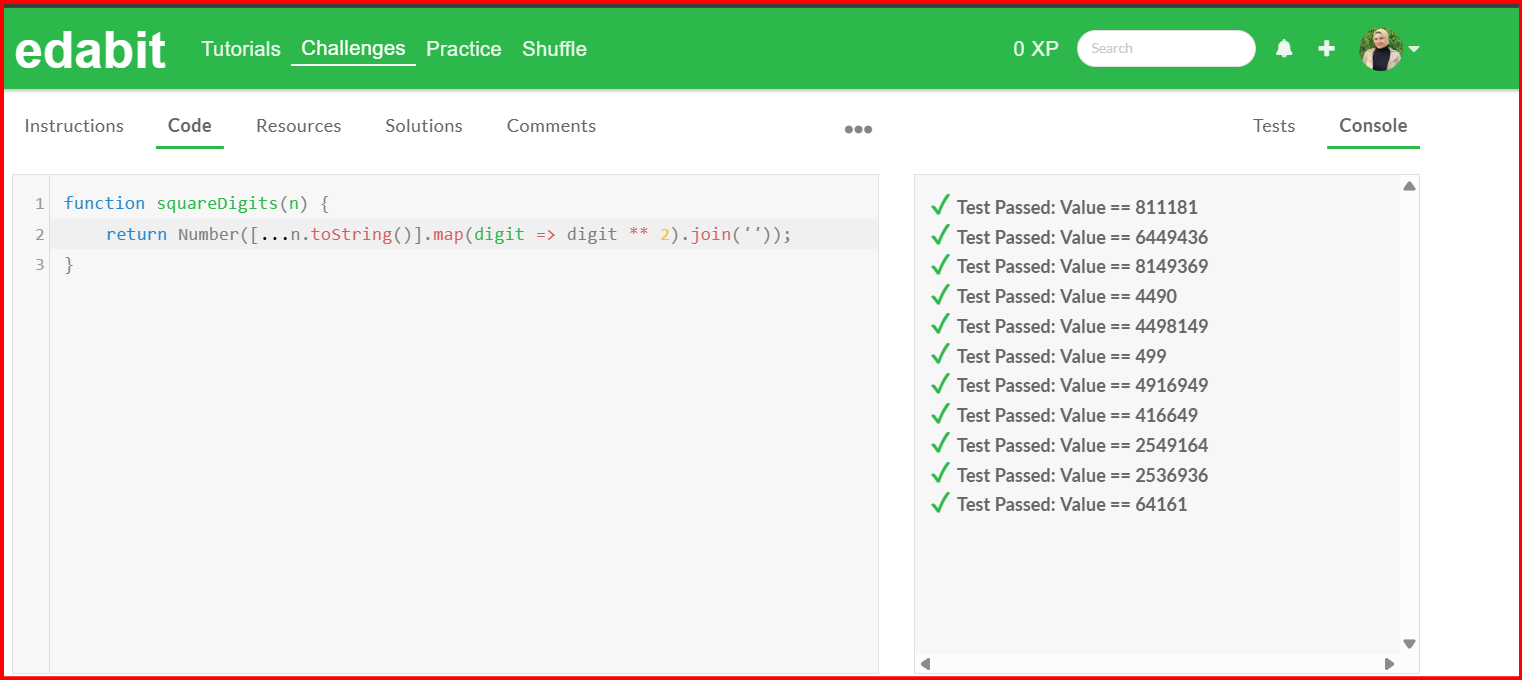 edabit Tutorials Challenges Practice Shuffle 0 XP Search
Instructions Code Resources Solutions Comments ••• Tests Console
1 function squareDigits(n) {
2 return Number([...n.toString()].map(digit => digit ** 2).join(''));
3 }
Test Passed: Value == 811181
Test Passed: Value == 6449436
Test Passed: Value == 8149369
Test Passed: Value == 4490
Test Passed: Value == 4498149
Test Passed: Value == 499
Test Passed: Value == 4916949
Test Passed: Value == 416649
Test Passed: Value == 2549164
Test Passed: Value == 2536936
Test Passed: Value == 64161